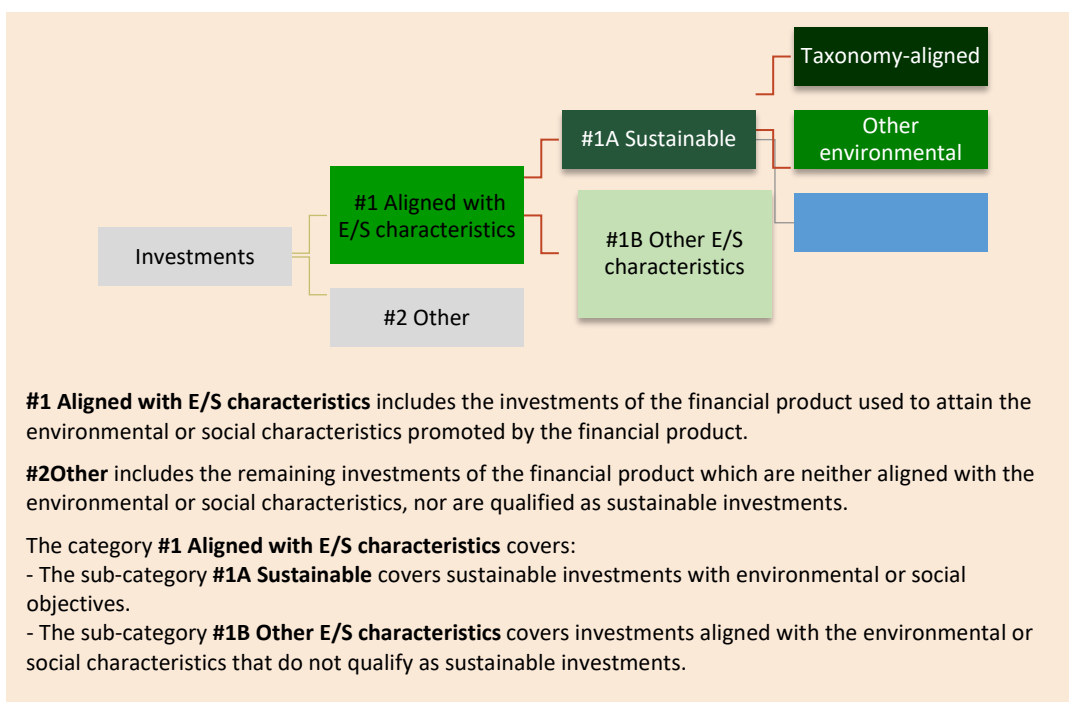 Taxonomy-aligned
#1A Sustainable
Other
environmental
#1 Aligned with
E/S characteristics
#1B Other E/S
characteristics
Investments
#2 Other
#1 Aligned with E/S characteristics includes the investments of the financial product used to attain the
environmental or social characteristics promoted by the financial product.
#2Other includes the remaining investments of the financial product which are neither aligned with the
environmental or social characteristics, nor are qualified as sustainable investments.
The category #1 Aligned with E/S characteristics covers:
- The sub-category #1A Sustainable covers sustainable investments with environmental or social
objectives.
- The sub-category #1B Other E/S characteristics covers investments aligned with the environmental or
social characteristics that do not qualify as sustainable investments.